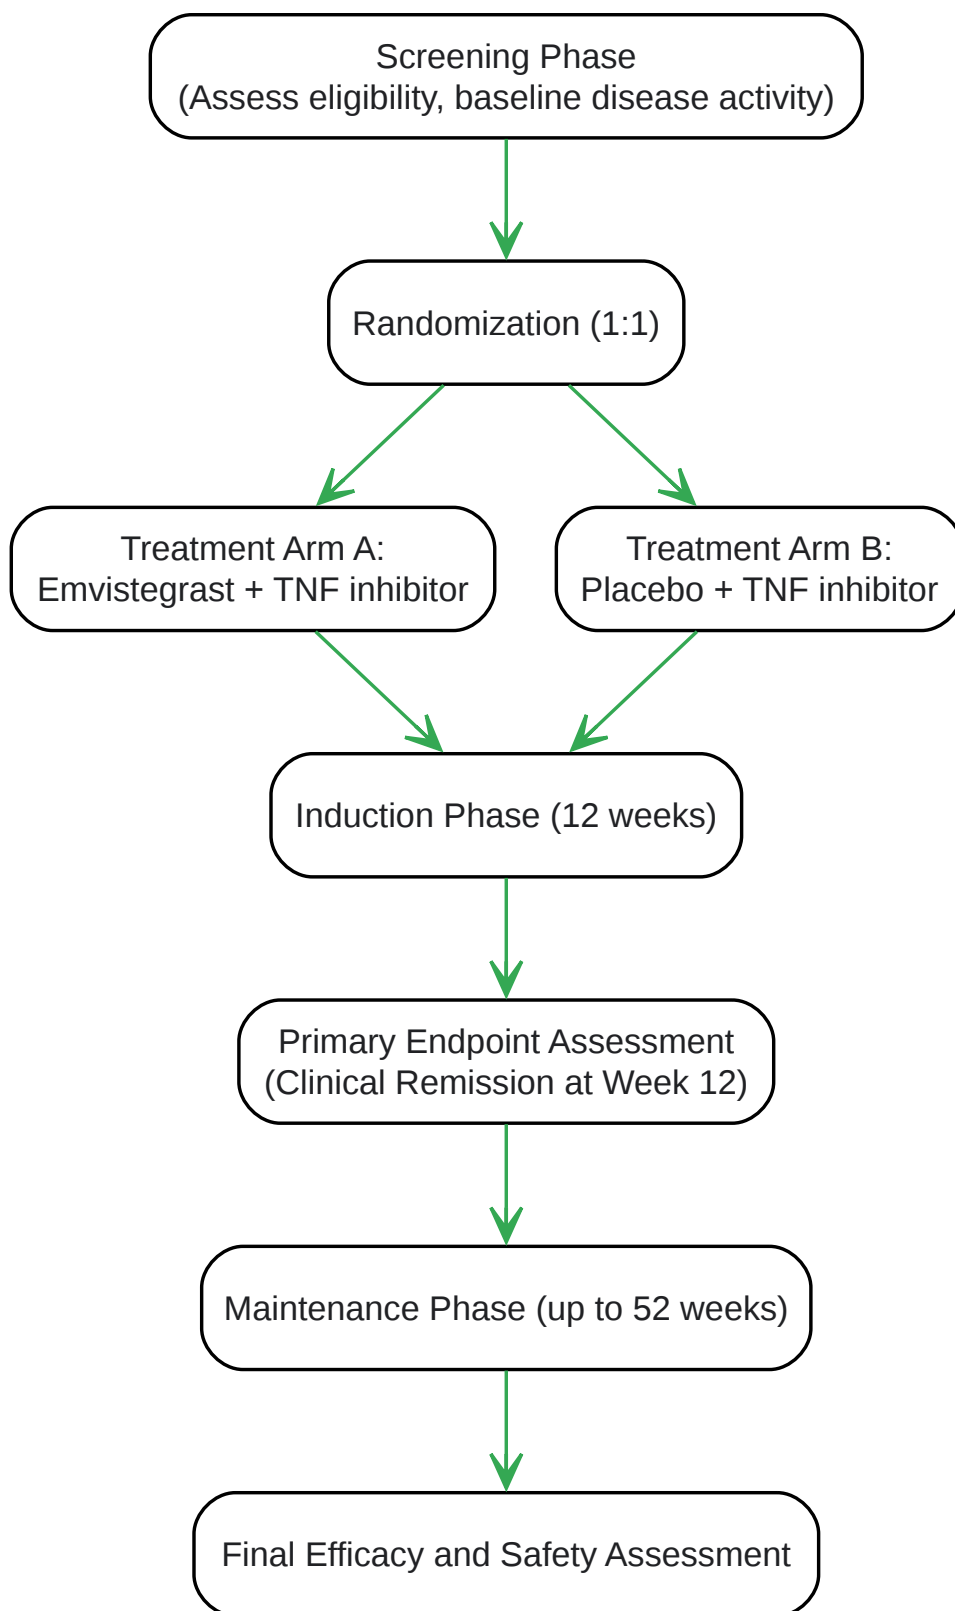 Screening Phase
(Assess eligibility, baseline disease activity)
Randomization (1:1)
Treatment Arm A:
Emvistegrast + TNF inhibitor
Treatment Arm B:
Placebo + TNF inhibitor
Induction Phase (12 weeks)
Primary Endpoint Assessment
(Clinical Remission at Week 12)
Maintenance Phase (up to 52 weeks)
Final Efficacy and Safety Assessment